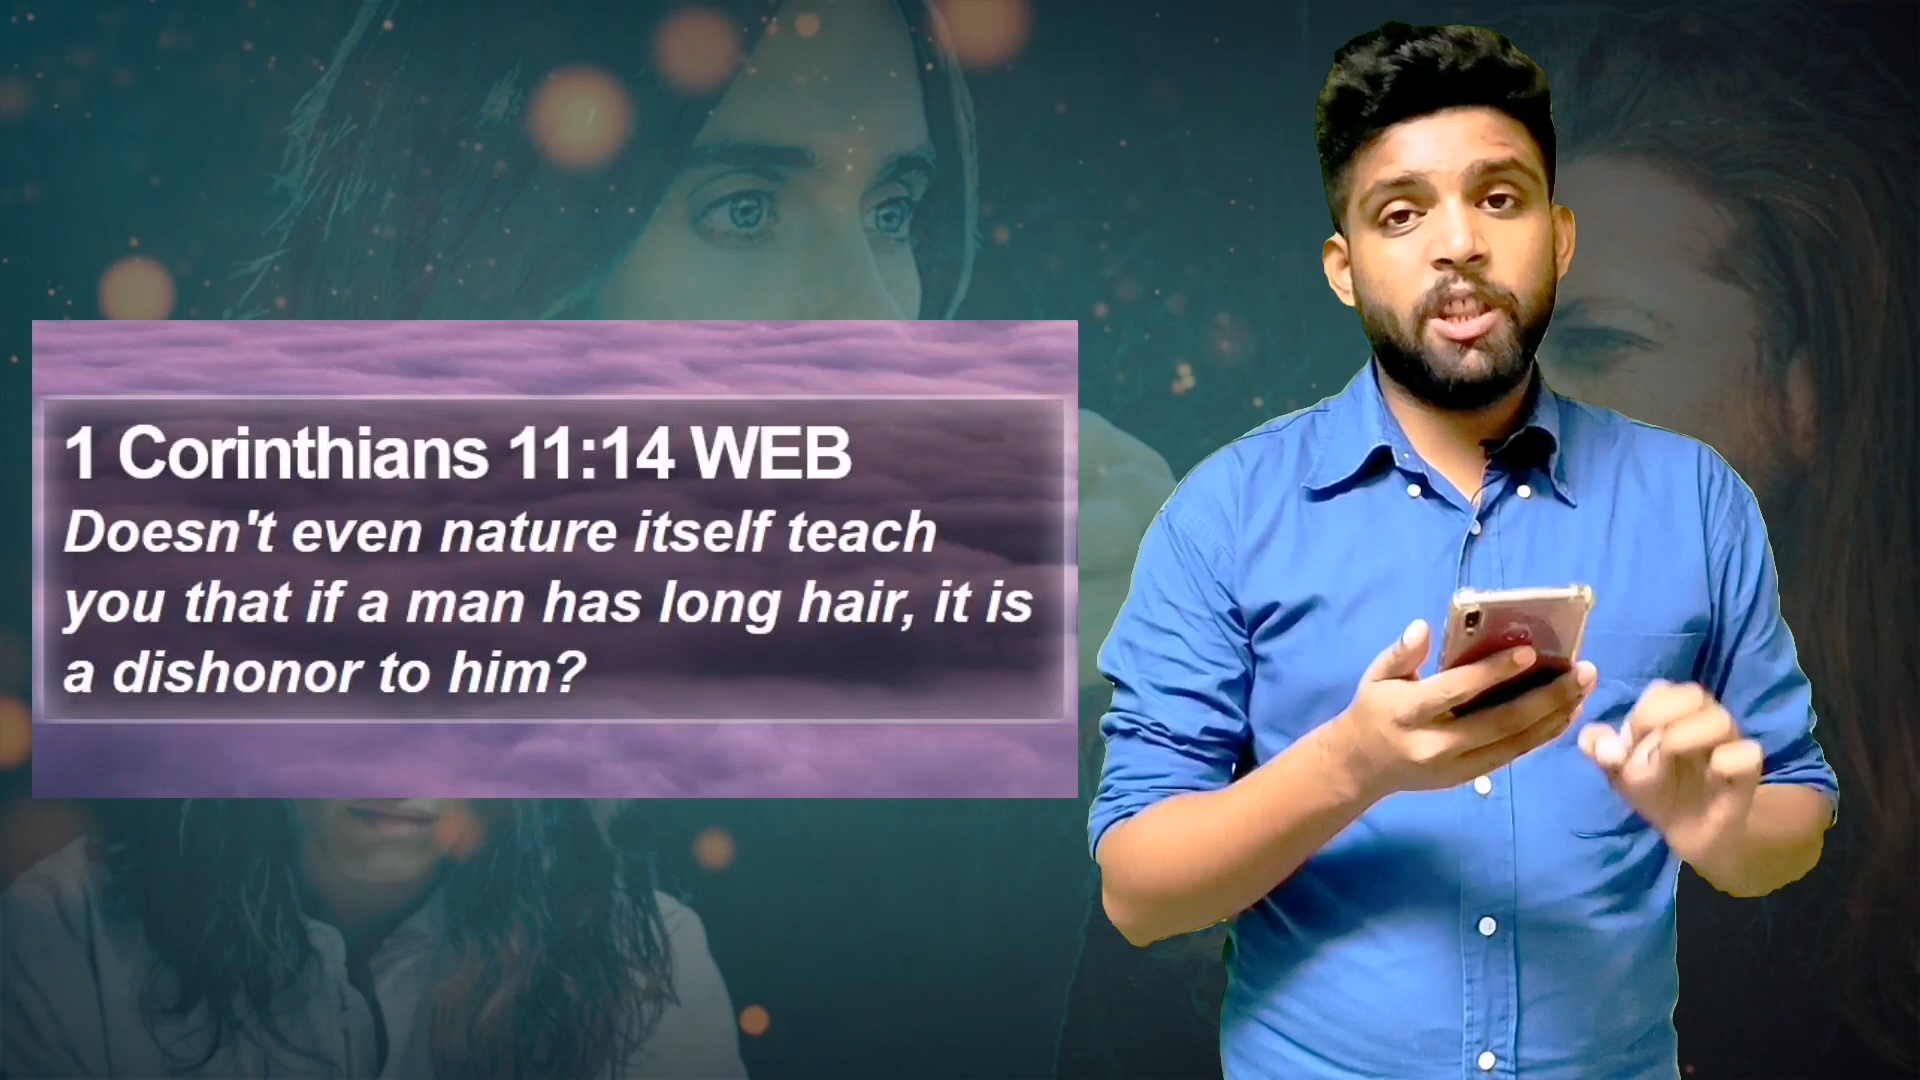 1 Corinthians 11:14 WEB
Doesn't even nature itself teach
you that if a man has long hair, it is
a dishonor to him?